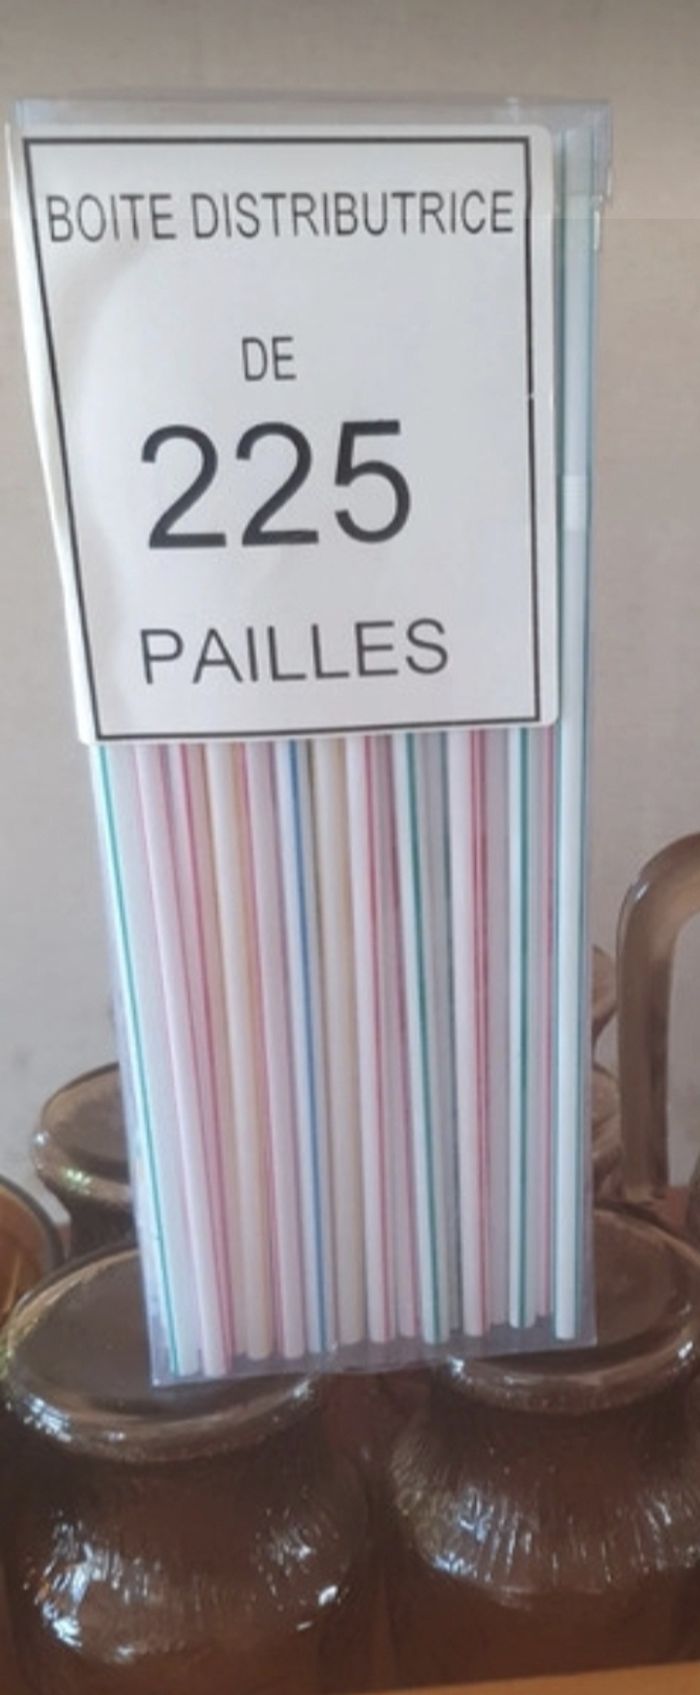 BOITE DISTRIBUTRICE
DE
225
PAILLES